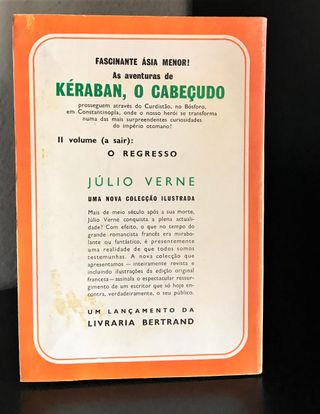 FASCINANTE ÁSIA MENOR!
As aventuras de
KÉRABAN, O CABEÇUDO
prosseguem através do Curdistão, no Bósforo,
em Constantinopla, onde o nosso herói se transforma
numa das mais surpreendentes curiosidades
do império otomano!
II volume (a sair):
O REGRESSO
JÚLIO VERNE
UMA NOVA COLECÇÃO ILUSTRADA
Mais de meio século após a sua morte,
Júlio Verne conquista a plena actuali-
dade? Com efeito, o que no tempo do
grande romancista francês era mirabo-
lante ou fantástico, é presentemente
uma realidade de que todos somos
testemunhas. A nova colecção que
apresentamos — inteiramente revista e
incluindo ilustrações da edição original
francesa — assinala o espectacular ressur-
gimento de um escritor que só hoje en-
contra, verdadeiramente, o seu público.
UM LANÇAMENTO DA
LIVRARIA BERTRAND